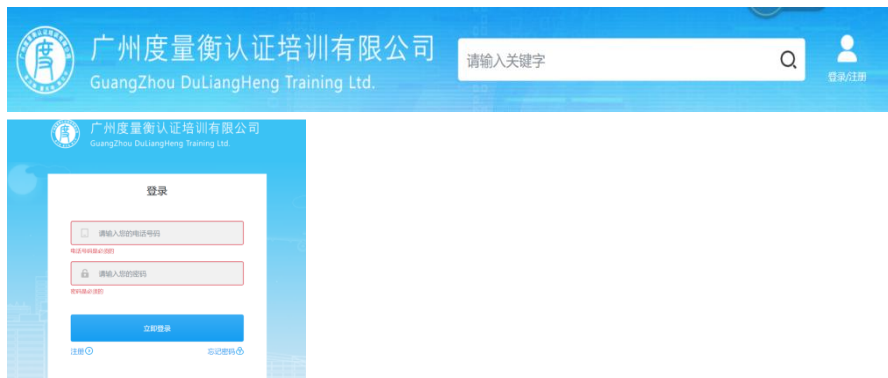 广州度量衡认证培训有限公司
GuangZhou DuLiangHeng Training Ltd.
请输入关键字
登录/注册
广州度量衡认证培训有限公司
GuangZhou DuLiangHeng Training Ltd.
登录
请输入您的电话号码
电话号码是必须的
请输入您的密码
密码是必须的
立即登录
注册
忘记密码